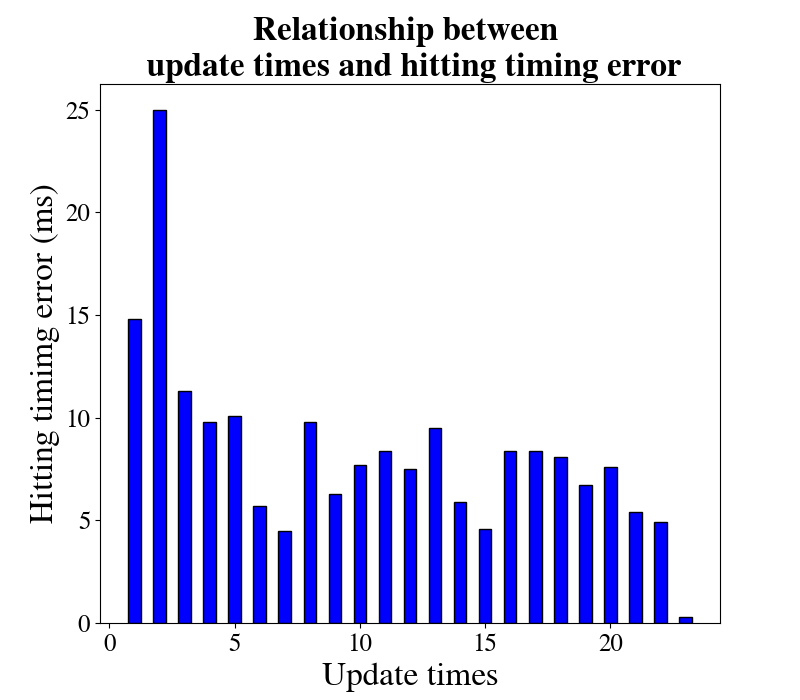 Relationship between
update times and hitting timing error
Hitting timimg error (ms)
25
20
15
10
5
0
0 5 10 15 20
Update times